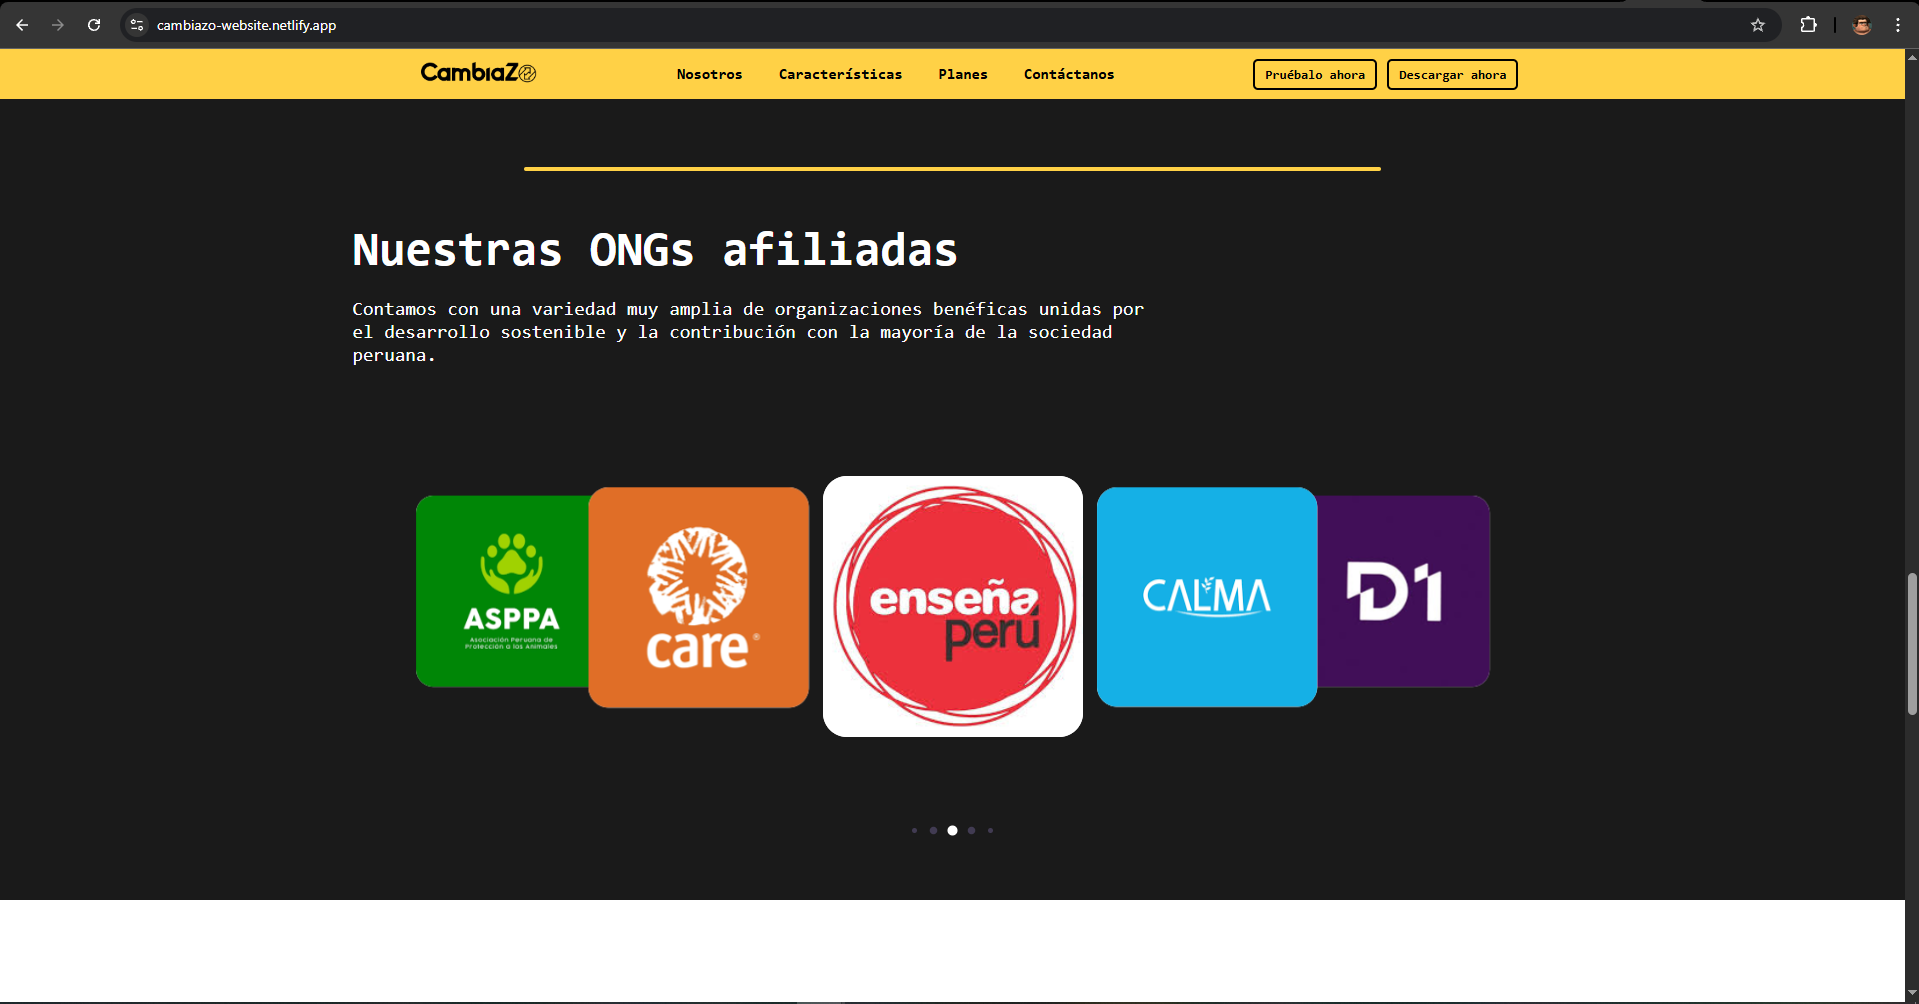 cambiazo-website.netlify.app
CambiaZo
Nosotros
Características
Planes
Contáctanos
Pruébalo ahora
Descargar ahora
Nuestras ONGs afiliadas
Contamos con una variedad muy amplia de organizaciones benéficas unidas por
el desarrollo sostenible y la contribución con la mayoría de la sociedad
peruana.
ASPPA
Asociación Peruana de
Protección a los Animales
care®
enseña
perú
CALMA
D1